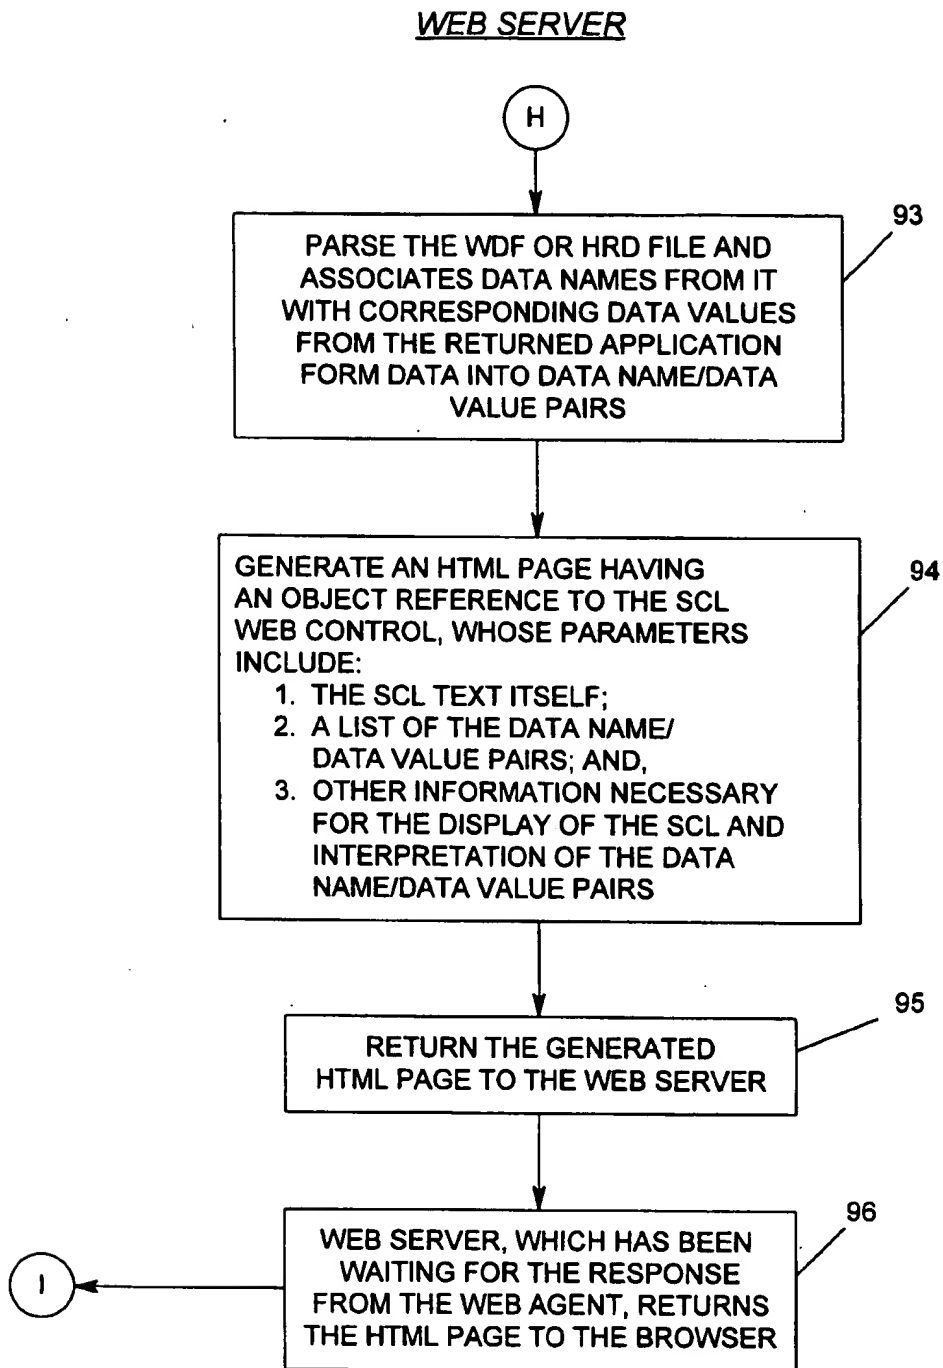 WEB SERVER
H
93
PARSE THE WDF OR HRD FILE AND
ASSOCIATES DATA NAMES FROM IT
WITH CORRESPONDING DATA VALUES
FROM THE RETURNED APPLICATION
FORM DATA INTO DATA NAME/DATA
VALUE PAIRS
94
GENERATE AN HTML PAGE HAVING
AN OBJECT REFERENCE TO THE SCL
WEB CONTROL, WHOSE PARAMETERS
INCLUDE:
1. THE SCL TEXT ITSELF;
2. A LIST OF THE DATA NAME/
DATA VALUE PAIRS; AND,
3. OTHER INFORMATION NECESSARY
FOR THE DISPLAY OF THE SCL AND
INTERPRETATION OF THE DATA
NAME/DATA VALUE PAIRS
95
RETURN THE GENERATED
HTML PAGE TO THE WEB SERVER
96
WEB SERVER, WHICH HAS BEEN
WAITING FOR THE RESPONSE
FROM THE WEB AGENT, RETURNS
THE HTML PAGE TO THE BROWSER
I